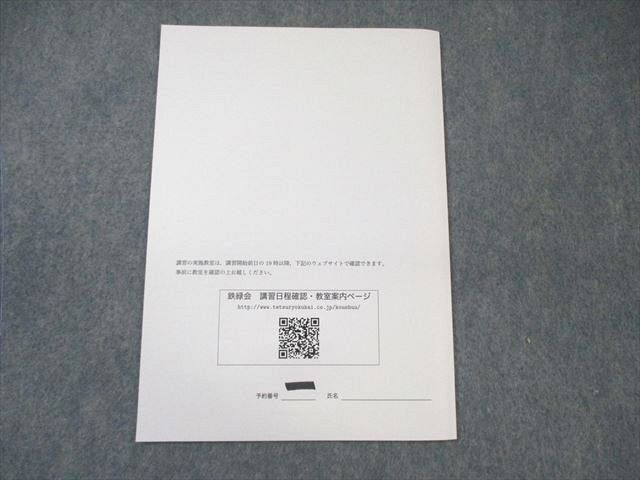 講習の実施教室は、講習開始前日の19時以降、下記のウェブサイトで確認できます。
事前に教室を確認の上お越しください。
鉄緑会 講習日程確認・教室案内ページ
http://www.tetsuryokukai.co.jp/koushuu/
予約番号 氏名